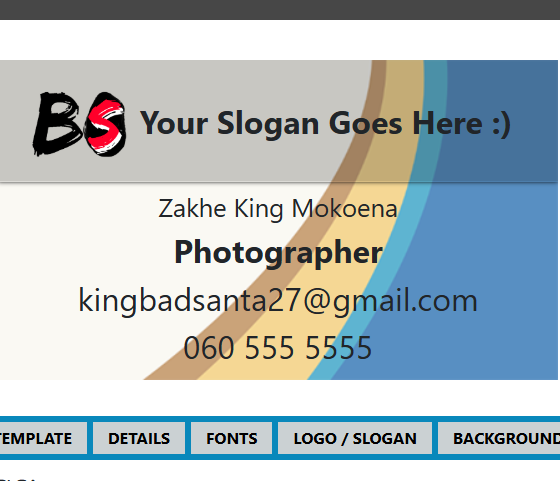 BS Your Slogan Goes Here :)
Zakhe King Mokoena
Photographer
kingbadsanta27@gmail.com
060 555 5555
TEMPLATE DETAILS FONTS LOGO / SLOGAN BACKGROUND